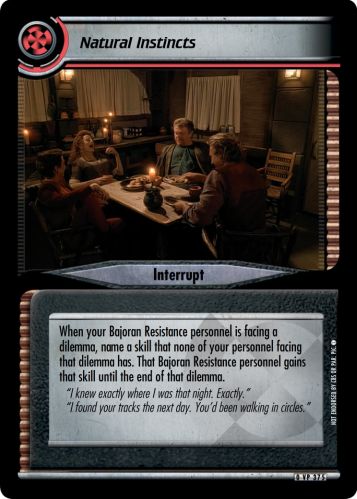 Natural Instincts
Interrupt
When your Bajoran Resistance personnel is facing a
dilemma, name a skill that none of your personnel facing
that dilemma has. That Bajoran Resistance personnel gains
that skill until the end of that dilemma.
"I knew exactly where I was that night. Exactly."
"I found your tracks the next day. You'd been walking in circles."
NOT ENDORSED BY CBS OR PAR. PIC.
0 VP 375